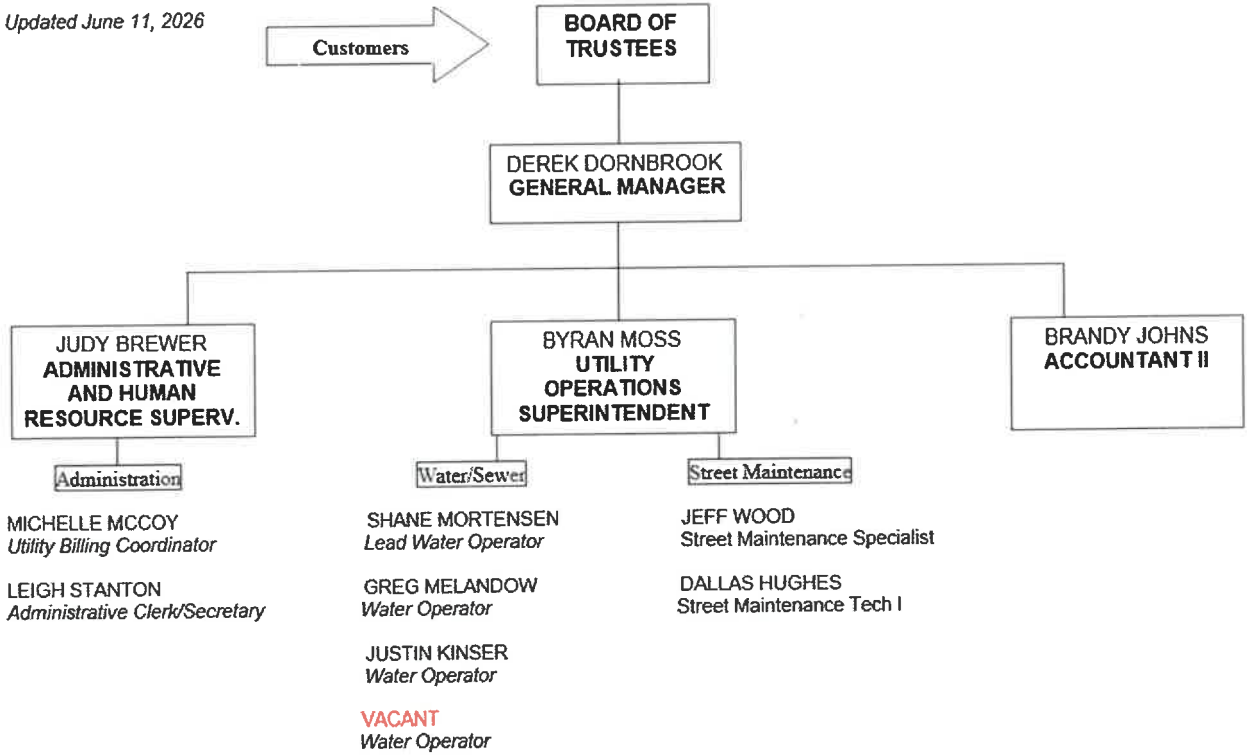 Updated June 11, 2026
Customers
BOARD OF
TRUSTEES
DEREK DORNBROOK
GENERAL MANAGER
JUDY BREWER
ADMINISTRATIVE
AND HUMAN
RESOURCE SUPERV.
BYRAN MOSS
UTILITY
OPERATIONS
SUPERINTENDENT
BRANDY JOHNS
ACCOUNTANT II
Administration
MICHELLE MCCOY
Utility Billing Coordinator
LEIGH STANTON
Administrative Clerk/Secretary
Water/Sewer
SHANE MORTENSEN
Lead Water Operator
GREG MELANDOW
Water Operator
JUSTIN KINSER
Water Operator
VACANT
Water Operator
Street Maintenance
JEFF WOOD
Street Maintenance Specialist
DALLAS HUGHES
Street Maintenance Tech I